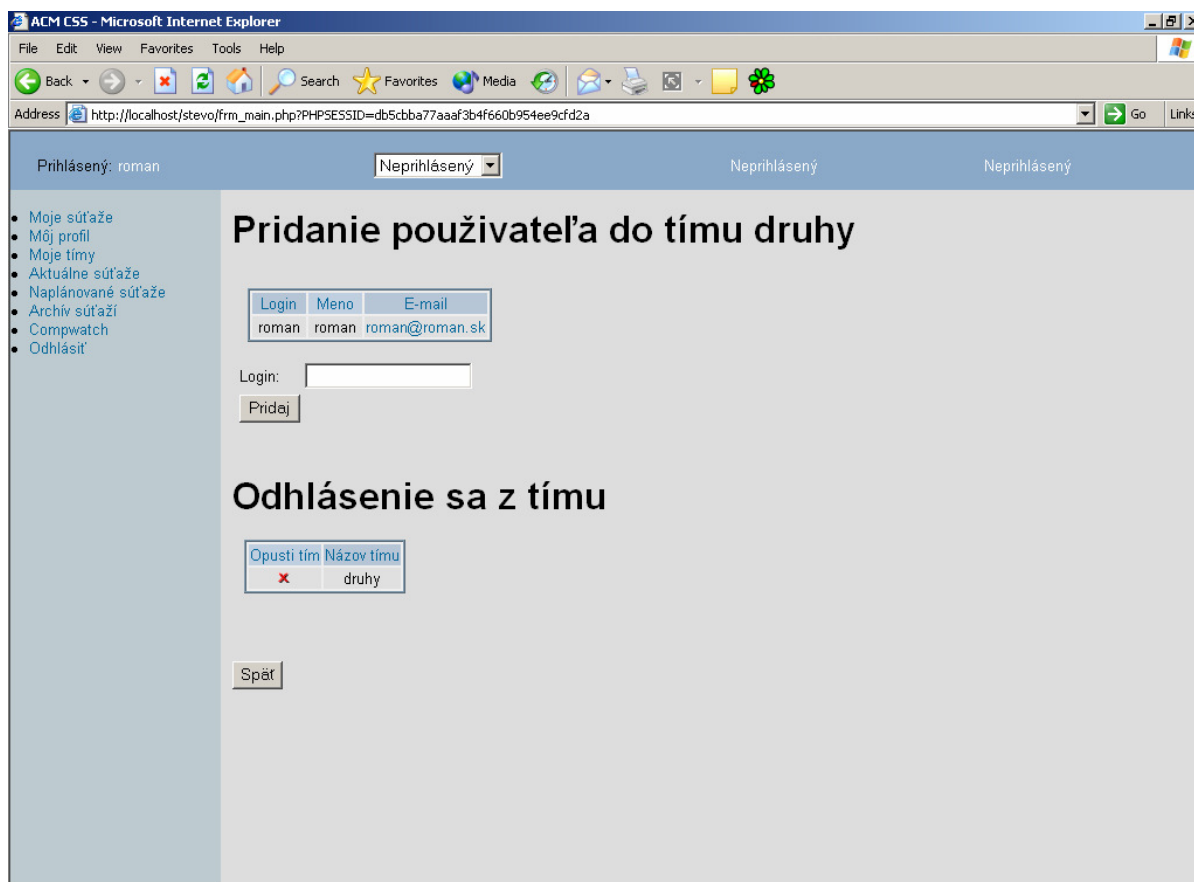 ACM CSS - Microsoft Internet Explorer
File Edit View Favorites Tools Help
Back Search Favorites Media
Address http://localhost/stevo/frm_main.php?PHPSESSID=db5cbba77aaaf3b4f660b954ee9cfd2a Go Links
Prihlásený: roman Neprihlásený Neprihlásený Neprihlásený
Moje súťaže
Môj profil
Moje tímy
Aktuálne súťaže
Naplánované súťaže
Archív súťaží
Compwatch
Odhlásiť
Pridanie použivateľa do tímu druhy
Login Meno E-mail
roman roman roman@roman.sk
Login:
Pridaj
Odhlásenie sa z tímu
Opusti tím Názov tímu
druhy
Späť